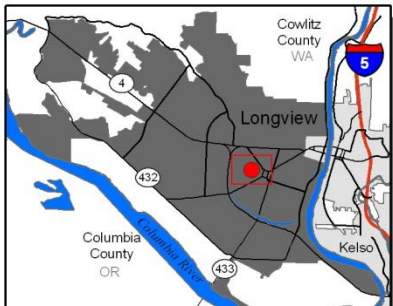 Cowlitz
County
WA
5
4
Longview
432
Columbia River
Columbia
County
OR
Kelso
433